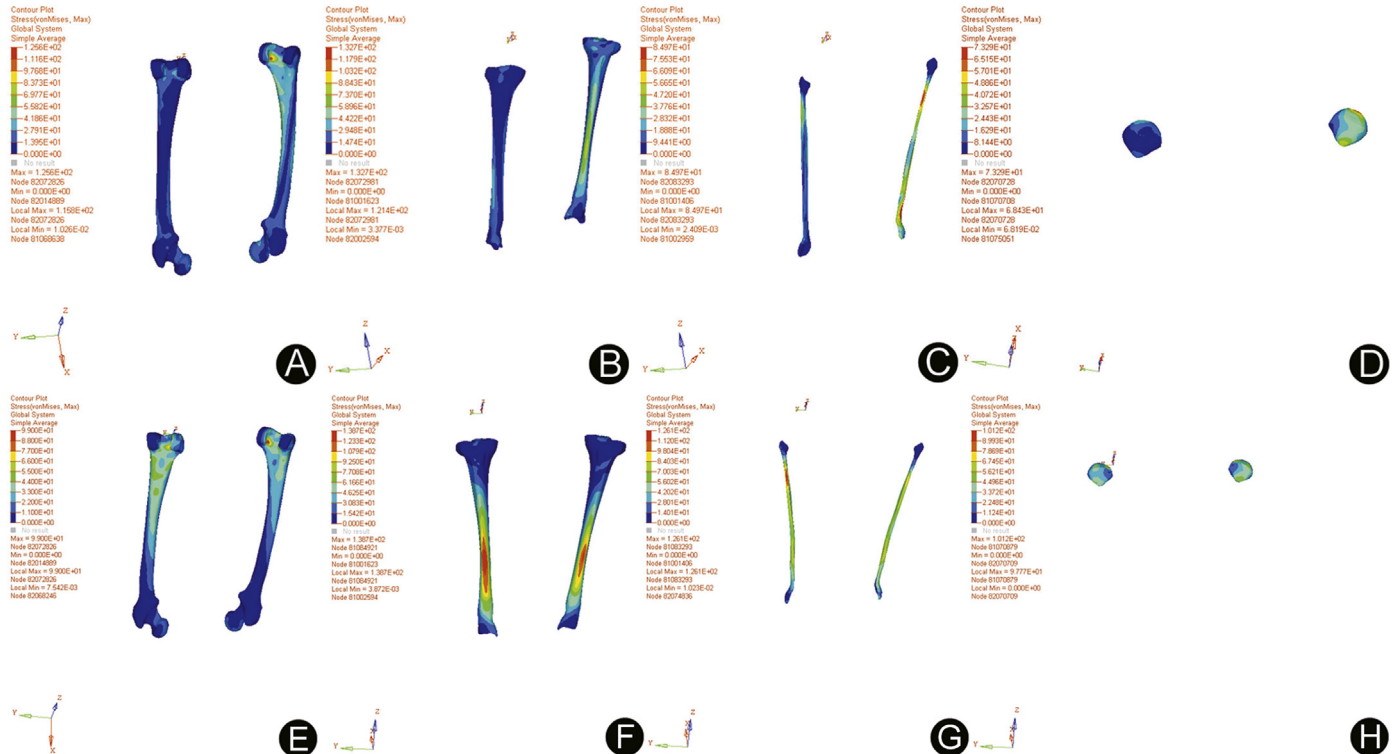 Contour Plot
Stress(vonMises, Max)
Global System
Simple Average
1.256E+02
1.116E+02
9.768E+01
8.373E+01
6.977E+01
5.582E+01
4.186E+01
2.791E+01
1.395E+01
0.000E+00
No result
Max = 1.256E+02
Node 82072826
Min = 0.000E+00
Node 82014889
Local Max = 1.158E+02
Node 82072826
Local Min = 1.026E-02
Node 81068638
Z
Y
X
A
Contour Plot
Stress(vonMises, Max)
Global System
Simple Average
1.327E+02
1.179E+02
1.032E+02
8.843E+01
7.370E+01
5.896E+01
4.422E+01
2.948E+01
1.474E+01
0.000E+00
No result
Max = 1.327E+02
Node 82072981
Min = 0.000E+00
Node 81001623
Local Max = 1.214E+02
Node 82072981
Local Min = 3.377E-03
Node 82002594
Z
X
Y
B
Contour Plot
Stress(vonMises, Max)
Global System
Simple Average
8.497E+01
7.553E+01
6.609E+01
5.665E+01
4.720E+01
3.776E+01
2.832E+01
1.888E+01
9.441E+00
0.000E+00
No result
Max = 8.497E+01
Node 82083293
Min = 0.000E+00
Node 81001406
Local Max = 8.497E+01
Node 82083293
Local Min = 2.409E-03
Node 81002959
Z
X
Y
C
Contour Plot
Stress(vonMises, Max)
Global System
Simple Average
7.329E+01
6.515E+01
5.701E+01
4.886E+01
4.072E+01
3.257E+01
2.443E+01
1.629E+01
8.144E+00
0.000E+00
No result
Max = 7.329E+01
Node 82070728
Min = 0.000E+00
Node 81070708
Local Max = 6.843E+01
Node 82070728
Local Min = 6.819E-02
Node 81075051
X
Y
D
Contour Plot
Stress(vonMises, Max)
Global System
Simple Average
9.900E+01
8.800E+01
7.700E+01
6.600E+01
5.500E+01
4.400E+01
3.300E+01
2.200E+01
1.100E+01
0.000E+00
No result
Max = 9.900E+01
Node 82072826
Min = 0.000E+00
Node 82014889
Local Max = 9.900E+01
Node 82072826
Local Min = 7.542E-03
Node 82068246
Z
Y
X
E
Contour Plot
Stress(vonMises, Max)
Global System
Simple Average
1.387E+02
1.233E+02
1.079E+02
9.250E+01
7.708E+01
6.166E+01
4.625E+01
3.083E+01
1.542E+01
0.000E+00
No result
Max = 1.387E+02
Node 81084921
Min = 0.000E+00
Node 81001623
Local Max = 1.387E+02
Node 81084921
Local Min = 3.872E-03
Node 81002594
Z
Y
F
Contour Plot
Stress(vonMises, Max)
Global System
Simple Average
1.261E+02
1.120E+02
9.804E+01
8.403E+01
7.003E+01
5.602E+01
4.202E+01
2.801E+01
1.401E+01
0.000E+00
No result
Max = 1.261E+02
Node 81083293
Min = 0.000E+00
Node 81001406
Local Max = 1.261E+02
Node 81083293
Local Min = 1.023E-02
Node 82074836
Z
Y
G
Contour Plot
Stress(vonMises, Max)
Global System
Simple Average
1.012E+02
8.993E+01
7.869E+01
6.745E+01
5.621E+01
4.496E+01
3.372E+01
2.248E+01
1.124E+01
0.000E+00
No result
Max = 1.012E+02
Node 81070879
Min = 0.000E+00
Node 82070709
Local Max = 9.777E+01
Node 81070879
Local Min = 0.000E+00
Node 82070709
Z
Y
H